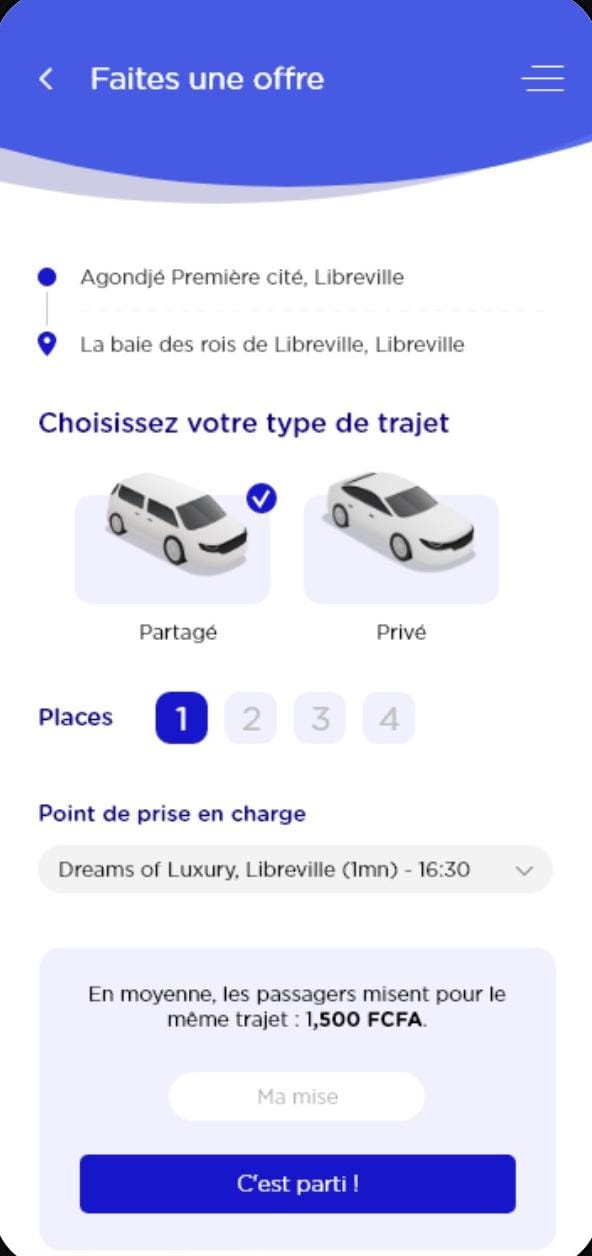 Faites une offre
Agondjé Première cité, Libreville
La baie des rois de Libreville, Libreville
Choisissez votre type de trajet
Partagé
Privé
Places 1 2 3 4
Point de prise en charge
Dreams of Luxury, Libreville (1mn) - 16:30
En moyenne, les passagers misent pour le
même trajet : 1,500 FCFA.
Ma mise
C'est parti !